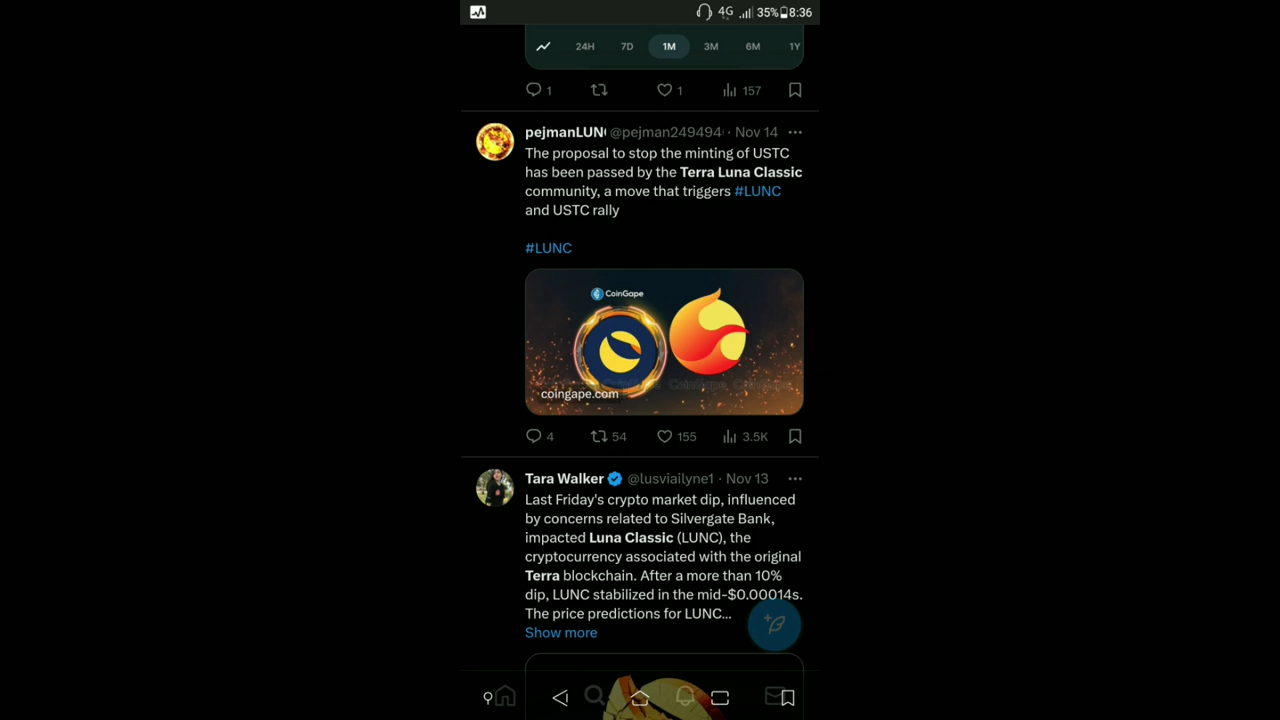 4G 35% 8:36
24H 7D 1M 3M 6M 1Y
1 1 157
pejmanLUN @pejman249494 · Nov 14
The proposal to stop the minting of USTC
has been passed by the Terra Luna Classic
community, a move that triggers #LUNC
and USTC rally
#LUNC
CoinGape
CoinGape, CoinGape
coingape.com
4 54 155 3.5K
Tara Walker @lusviailyne1 · Nov 13
Last Friday's crypto market dip, influenced
by concerns related to Silvergate Bank,
impacted Luna Classic (LUNC), the
cryptocurrency associated with the original
Terra blockchain. After a more than 10%
dip, LUNC stabilized in the mid-$0.00014s.
The price predictions for LUNC...
Show more